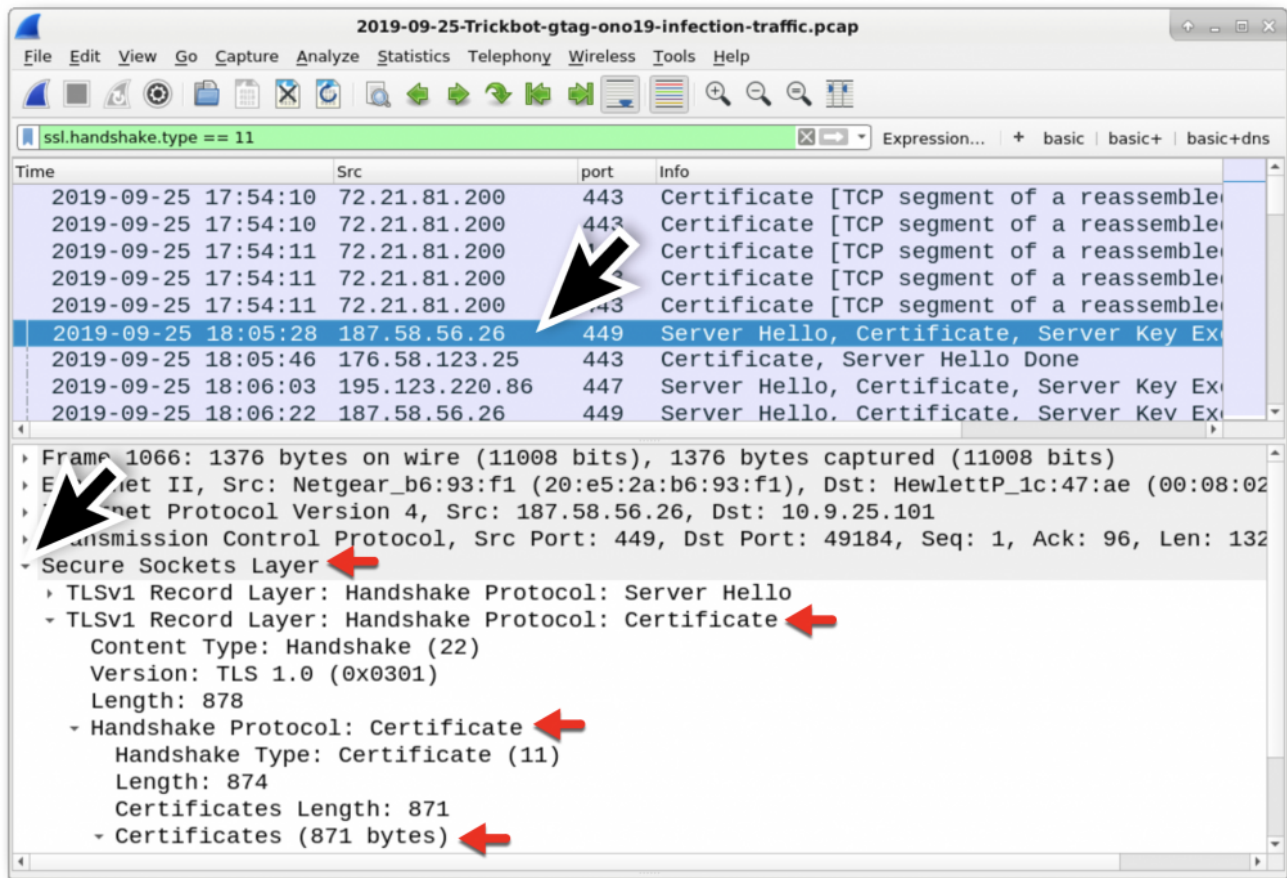 2019-09-25-Trickbot-gtag-ono19-infection-traffic.pcap
File Edit View Go Capture Analyze Statistics Telephony Wireless Tools Help
ssl.handshake.type == 11 Expression... + basic basic+ basic+dns
Time Src port Info
2019-09-25 17:54:10 72.21.81.200 443 Certificate [TCP segment of a reassemble
2019-09-25 17:54:10 72.21.81.200 443 Certificate [TCP segment of a reassemble
2019-09-25 17:54:11 72.21.81.200 Certificate [TCP segment of a reassemble
2019-09-25 17:54:11 72.21.81.200 Certificate [TCP segment of a reassemble
2019-09-25 17:54:11 72.21.81.200 443 Certificate [TCP segment of a reassemble
2019-09-25 18:05:28 187.58.56.26 449 Server Hello, Certificate, Server Key Ex
2019-09-25 18:05:46 176.58.123.25 443 Certificate, Server Hello Done
2019-09-25 18:06:03 195.123.220.86 447 Server Hello, Certificate, Server Key Ex
2019-09-25 18:06:22 187.58.56.26 449 Server Hello, Certificate, Server Key Ex
Frame 1066: 1376 bytes on wire (11008 bits), 1376 bytes captured (11008 bits)
II, Src: Netgear_b6:93:f1 (20:e5:2a:b6:93:f1), Dst: HewlettP_1c:47:ae (00:08:02
Protocol Version 4, Src: 187.58.56.26, Dst: 10.9.25.101
Control Protocol, Src Port: 449, Dst Port: 49184, Seq: 1, Ack: 96, Len: 132
Secure Sockets Layer
TLSv1 Record Layer: Handshake Protocol: Server Hello
TLSv1 Record Layer: Handshake Protocol: Certificate
Content Type: Handshake (22)
Version: TLS 1.0 (0x0301)
Length: 878
Handshake Protocol: Certificate
Handshake Type: Certificate (11)
Length: 874
Certificates Length: 871
Certificates (871 bytes)